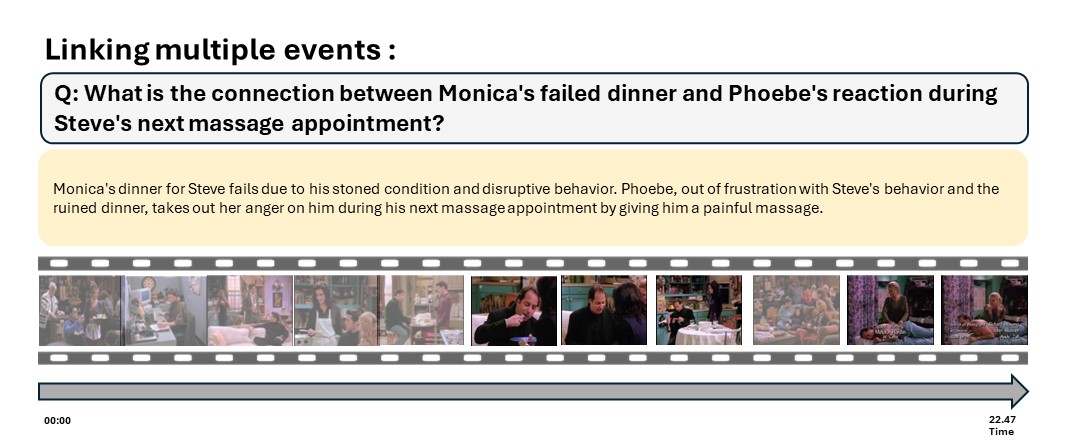 Linking multiple events :
Q: What is the connection between Monica's failed dinner and Phoebe's reaction during
Steve's next massage appointment?
Monica's dinner for Steve fails due to his stoned condition and disruptive behavior. Phoebe, out of frustration with Steve's behavior and the
ruined dinner, takes out her anger on him during his next massage appointment by giving him a painful massage.
00:00
22.47
Time